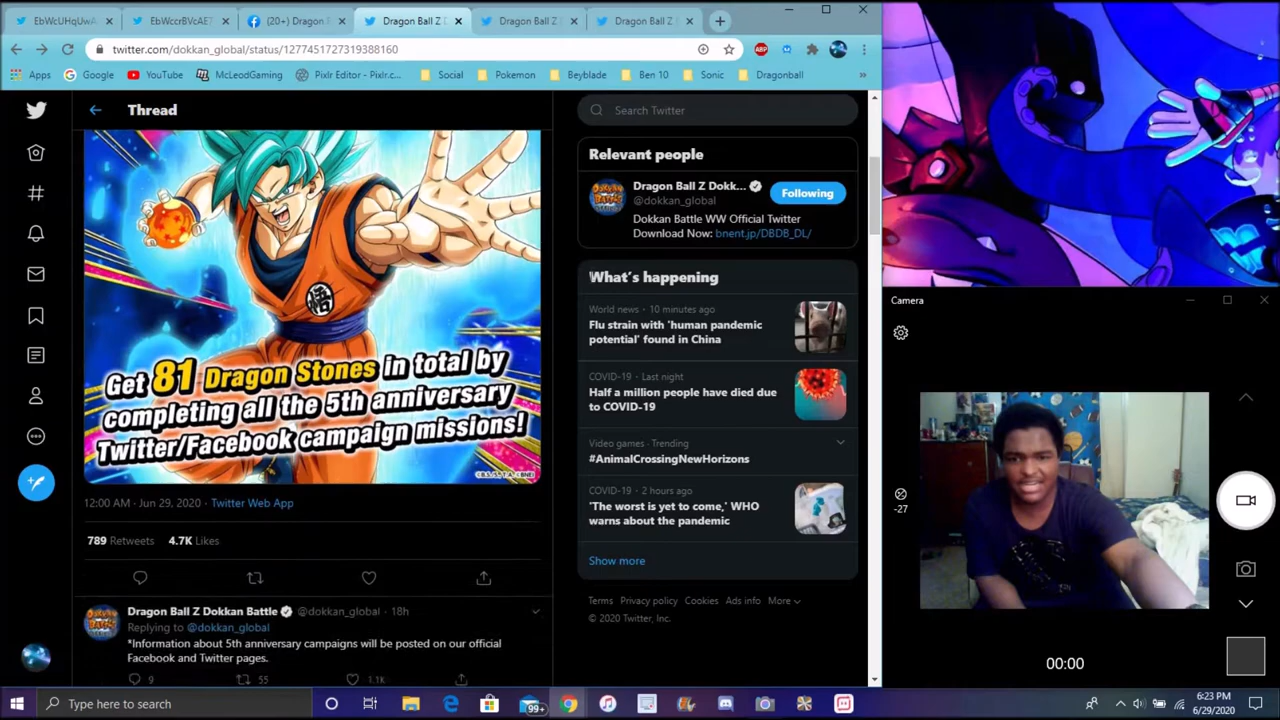 EbWcUHqUwA
EbWccrBVcAE7
(20+) Dragon
Dragon Ball Z D
Dragon Ball Z
Dragon Ball Z
twitter.com/dokkan_global/status/1277451727319388160
Apps
Google
YouTube
McLeodGaming
Pixlr Editor - Pixlr.c...
Social
Pokemon
Beyblade
Ben 10
Sonic
Dragonball
»
ABP
Thread
Get 81 Dragon Stones in total by
completing all the 5th anniversary
Twitter/Facebook campaign missions!
12:00 AM · Jun 29, 2020 · Twitter Web App
789 Retweets 4.7K Likes
Dragon Ball Z Dokkan Battle @dokkan_global · 18h
Replying to @dokkan_global
*Information about 5th anniversary campaigns will be posted on our official
Facebook and Twitter pages.
9 55 1.1K
Search Twitter
Relevant people
Dragon Ball Z Dokk...
@dokkan_global
Following
Dokkan Battle WW Official Twitter
Download Now: bnent.jp/DBDB_DL/
What's happening
World news · 10 minutes ago
Flu strain with 'human pandemic
potential' found in China
COVID-19 · Last night
Half a million people have died due
to COVID-19
Video games · Trending
#AnimalCrossingNewHorizons
COVID-19 · 2 hours ago
'The worst is yet to come,' WHO
warns about the pandemic
Show more
Terms Privacy policy Cookies Ads info More
© 2020 Twitter, Inc.
Camera
-27
00:00
Type here to search
99+
6:23 PM
6/29/2020